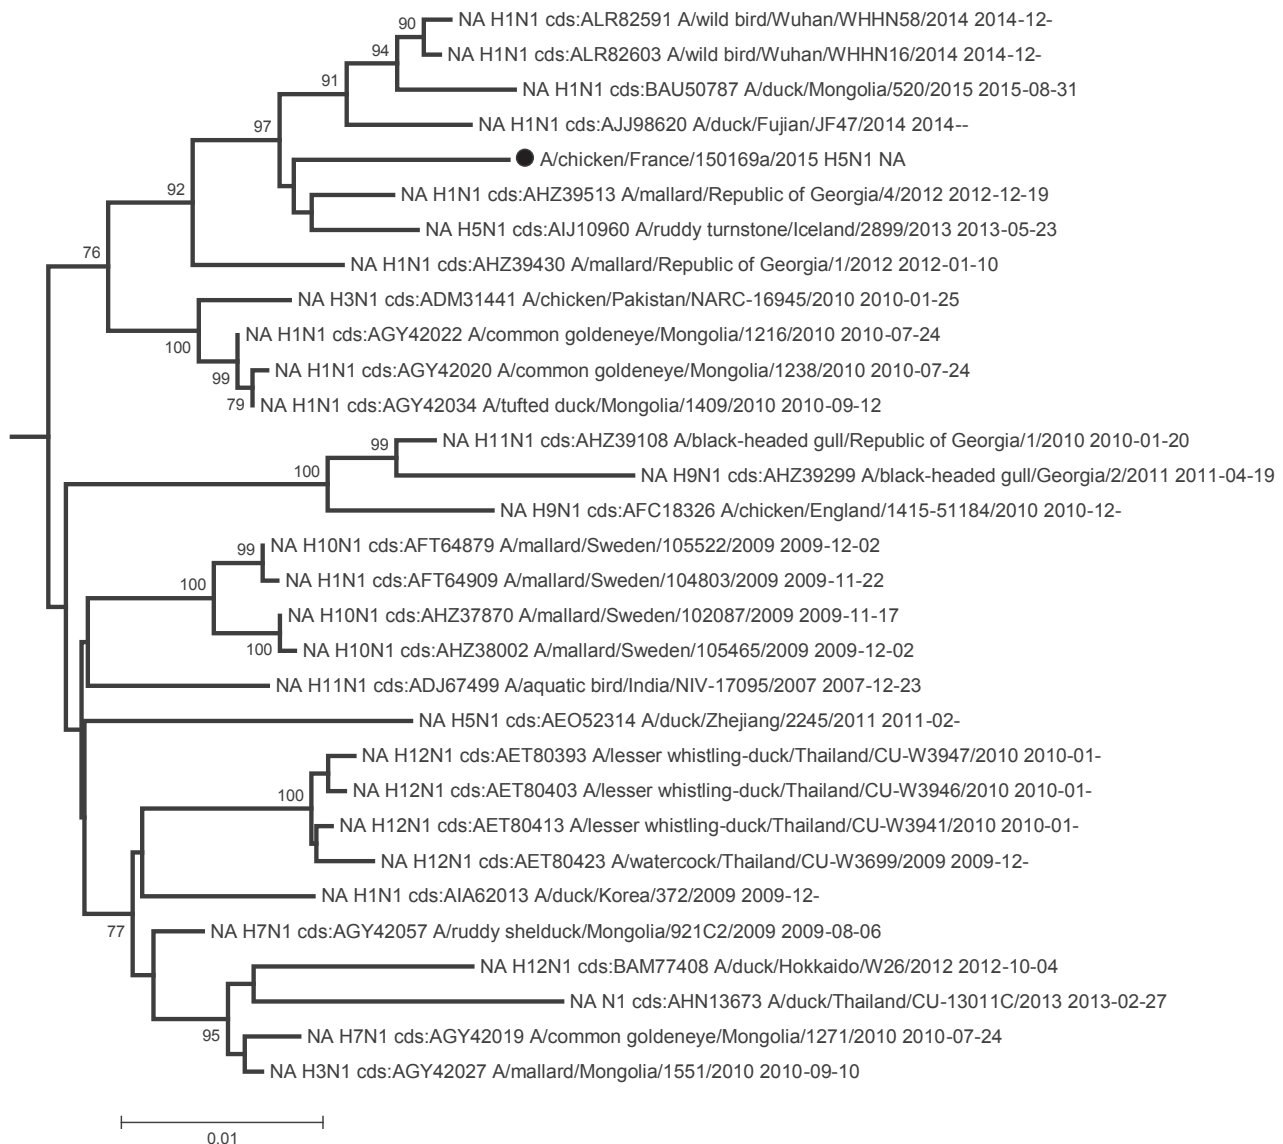 90
NA H1N1 cds:ALR82591 A/wild bird/Wuhan/WHHN58/2014 2014-12-
94
NA H1N1 cds:ALR82603 A/wild bird/Wuhan/WHHN16/2014 2014-12-
91
NA H1N1 cds:BAU50787 A/duck/Mongolia/520/2015 2015-08-31
97
NA H1N1 cds:AJJ98620 A/duck/Fujian/JF47/2014 2014--
A/chicken/France/150169a/2015 H5N1 NA
92
NA H1N1 cds:AHZ39513 A/mallard/Republic of Georgia/4/2012 2012-12-19
NA H5N1 cds:AIJ10960 A/ruddy turnstone/Iceland/2899/2013 2013-05-23
76
NA H1N1 cds:AHZ39430 A/mallard/Republic of Georgia/1/2012 2012-01-10
NA H3N1 cds:ADM31441 A/chicken/Pakistan/NARC-16945/2010 2010-01-25
100
NA H1N1 cds:AGY42022 A/common goldeneye/Mongolia/1216/2010 2010-07-24
99
NA H1N1 cds:AGY42020 A/common goldeneye/Mongolia/1238/2010 2010-07-24
79
NA H1N1 cds:AGY42034 A/tufted duck/Mongolia/1409/2010 2010-09-12
99
NA H11N1 cds:AHZ39108 A/black-headed gull/Republic of Georgia/1/2010 2010-01-20
100
NA H9N1 cds:AHZ39299 A/black-headed gull/Georgia/2/2011 2011-04-19
NA H9N1 cds:AFC18326 A/chicken/England/1415-51184/2010 2010-12-
99
NA H10N1 cds:AFT64879 A/mallard/Sweden/105522/2009 2009-12-02
100
NA H1N1 cds:AFT64909 A/mallard/Sweden/104803/2009 2009-11-22
NA H10N1 cds:AHZ37870 A/mallard/Sweden/102087/2009 2009-11-17
100
NA H10N1 cds:AHZ38002 A/mallard/Sweden/105465/2009 2009-12-02
NA H11N1 cds:ADJ67499 A/aquatic bird/India/NIV-17095/2007 2007-12-23
NA H5N1 cds:AEO52314 A/duck/Zhejiang/2245/2011 2011-02-
NA H12N1 cds:AET80393 A/lesser whistling-duck/Thailand/CU-W3947/2010 2010-01-
100
NA H12N1 cds:AET80403 A/lesser whistling-duck/Thailand/CU-W3946/2010 2010-01-
NA H12N1 cds:AET80413 A/lesser whistling-duck/Thailand/CU-W3941/2010 2010-01-
NA H12N1 cds:AET80423 A/watercock/Thailand/CU-W3699/2009 2009-12-
NA H1N1 cds:AIA62013 A/duck/Korea/372/2009 2009-12-
77
NA H7N1 cds:AGY42057 A/ruddy shelduck/Mongolia/921C2/2009 2009-08-06
NA H12N1 cds:BAM77408 A/duck/Hokkaido/W26/2012 2012-10-04
NA N1 cds:AHN13673 A/duck/Thailand/CU-13011C/2013 2013-02-27
95
NA H7N1 cds:AGY42019 A/common goldeneye/Mongolia/1271/2010 2010-07-24
NA H3N1 cds:AGY42027 A/mallard/Mongolia/1551/2010 2010-09-10
0.01